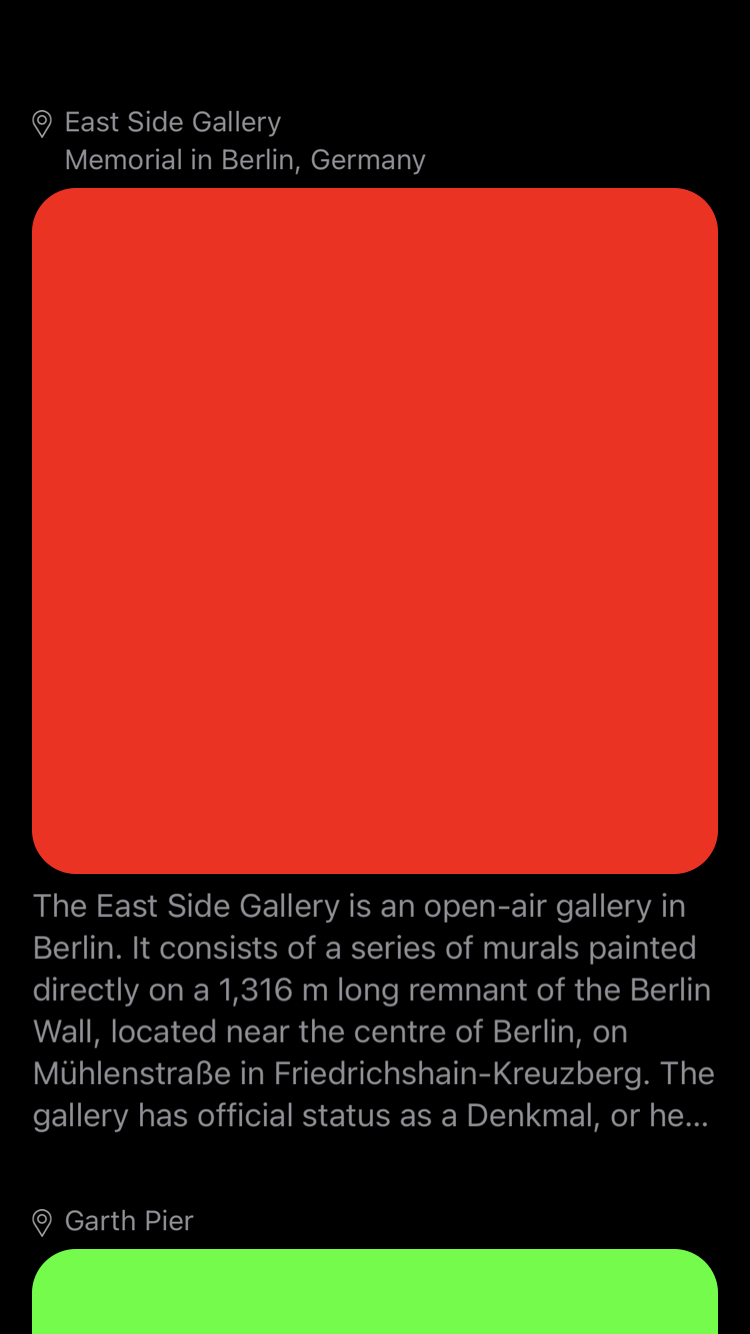 East Side Gallery
Memorial in Berlin, Germany
The East Side Gallery is an open-air gallery in
Berlin. It consists of a series of murals painted
directly on a 1,316 m long remnant of the Berlin
Wall, located near the centre of Berlin, on
Mühlenstraße in Friedrichshain-Kreuzberg. The
gallery has official status as a Denkmal, or he...
Garth Pier